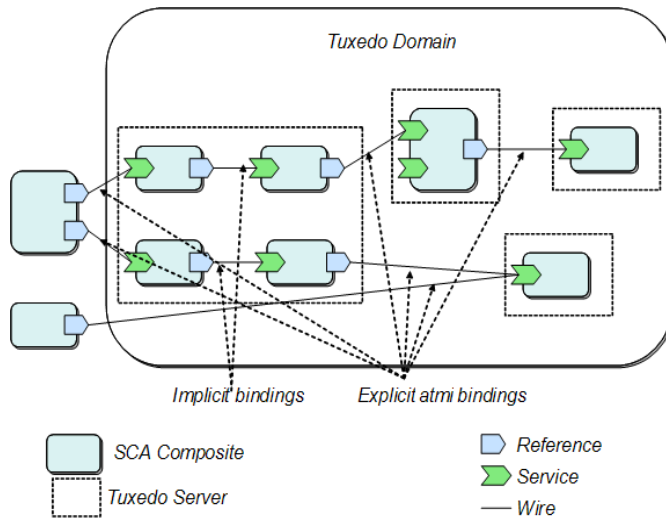 Tuxedo Domain
Implicit bindings
Explicit atmi bindings
SCA Composite
Tuxedo Server
Reference
Service
Wire